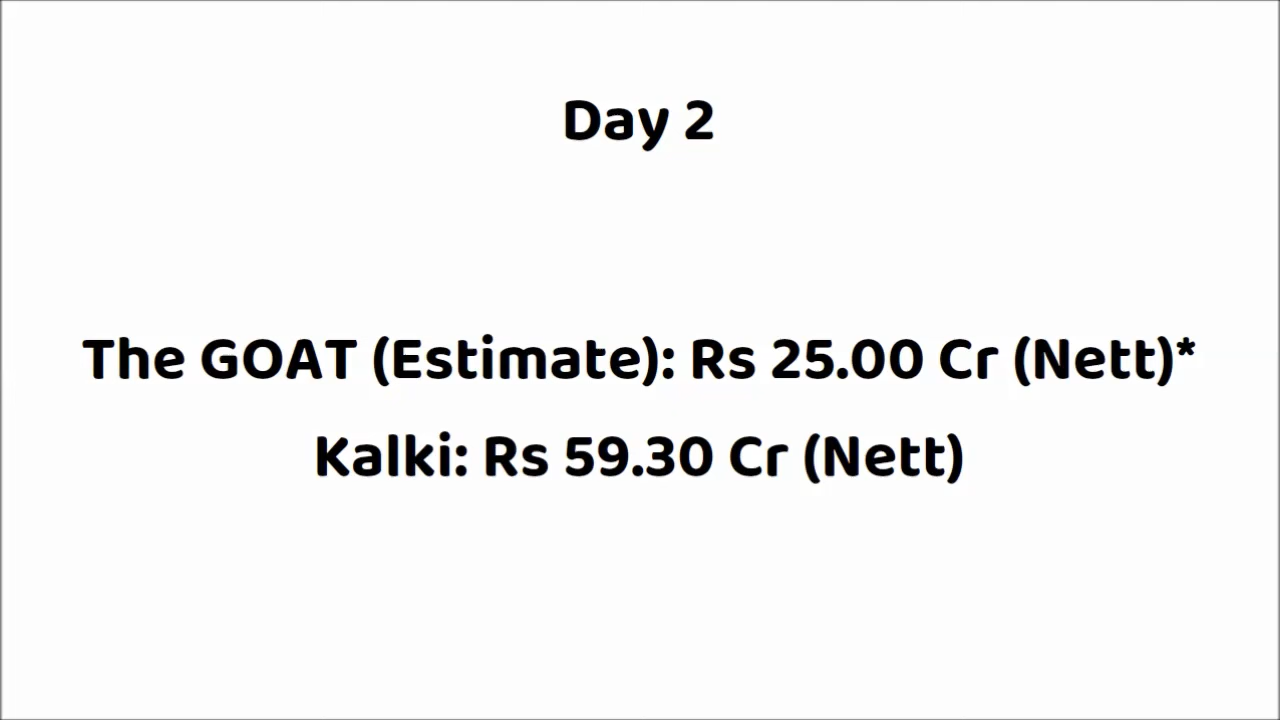 Day 2
The GOAT (Estimate): Rs 25.00 Cr (Nett)*
Kalki: Rs 59.30 Cr (Nett)